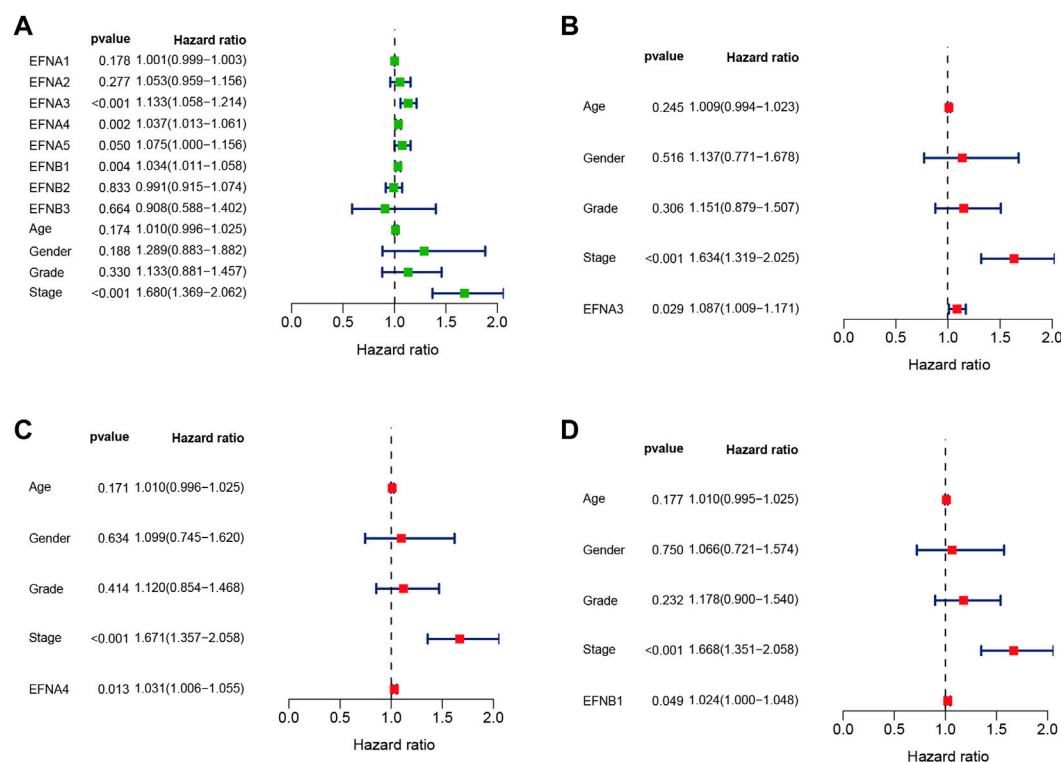 A
pvalue Hazard ratio
EFNA1 0.178 1.001(0.999−1.003)
EFNA2 0.277 1.053(0.959−1.156)
EFNA3 <0.001 1.133(1.058−1.214)
EFNA4 0.002 1.037(1.013−1.061)
EFNA5 0.050 1.075(1.000−1.156)
EFNB1 0.004 1.034(1.011−1.058)
EFNB2 0.833 0.991(0.915−1.074)
EFNB3 0.664 0.908(0.588−1.402)
Age 0.174 1.010(0.996−1.025)
Gender 0.188 1.289(0.883−1.882)
Grade 0.330 1.133(0.881−1.457)
Stage <0.001 1.680(1.369−2.062)
0.0 0.5 1.0 1.5 2.0
Hazard ratio
B
pvalue Hazard ratio
Age 0.245 1.009(0.994−1.023)
Gender 0.516 1.137(0.771−1.678)
Grade 0.306 1.151(0.879−1.507)
Stage <0.001 1.634(1.319−2.025)
EFNA3 0.029 1.087(1.009−1.171)
0.0 0.5 1.0 1.5 2.0
Hazard ratio
C
pvalue Hazard ratio
Age 0.171 1.010(0.996−1.025)
Gender 0.634 1.099(0.745−1.620)
Grade 0.414 1.120(0.854−1.468)
Stage <0.001 1.671(1.357−2.058)
EFNA4 0.013 1.031(1.006−1.055)
0.0 0.5 1.0 1.5 2.0
Hazard ratio
D
pvalue Hazard ratio
Age 0.177 1.010(0.995−1.025)
Gender 0.750 1.066(0.721−1.574)
Grade 0.232 1.178(0.900−1.540)
Stage <0.001 1.668(1.351−2.058)
EFNB1 0.049 1.024(1.000−1.048)
0.0 0.5 1.0 1.5 2.0
Hazard ratio